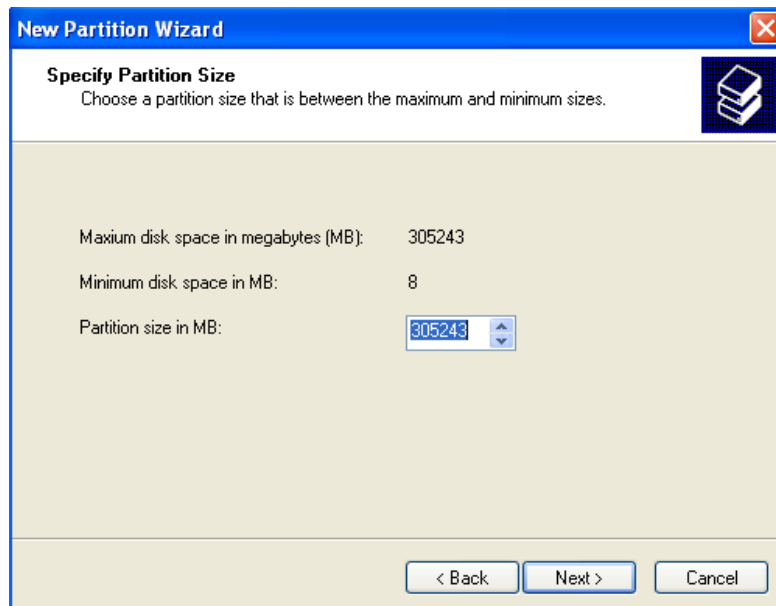 New Partition Wizard
Specify Partition Size
Choose a partition size that is between the maximum and minimum sizes.
Maxium disk space in megabytes (MB): 305243
Minimum disk space in MB: 8
Partition size in MB: 305243
< Back Next > Cancel